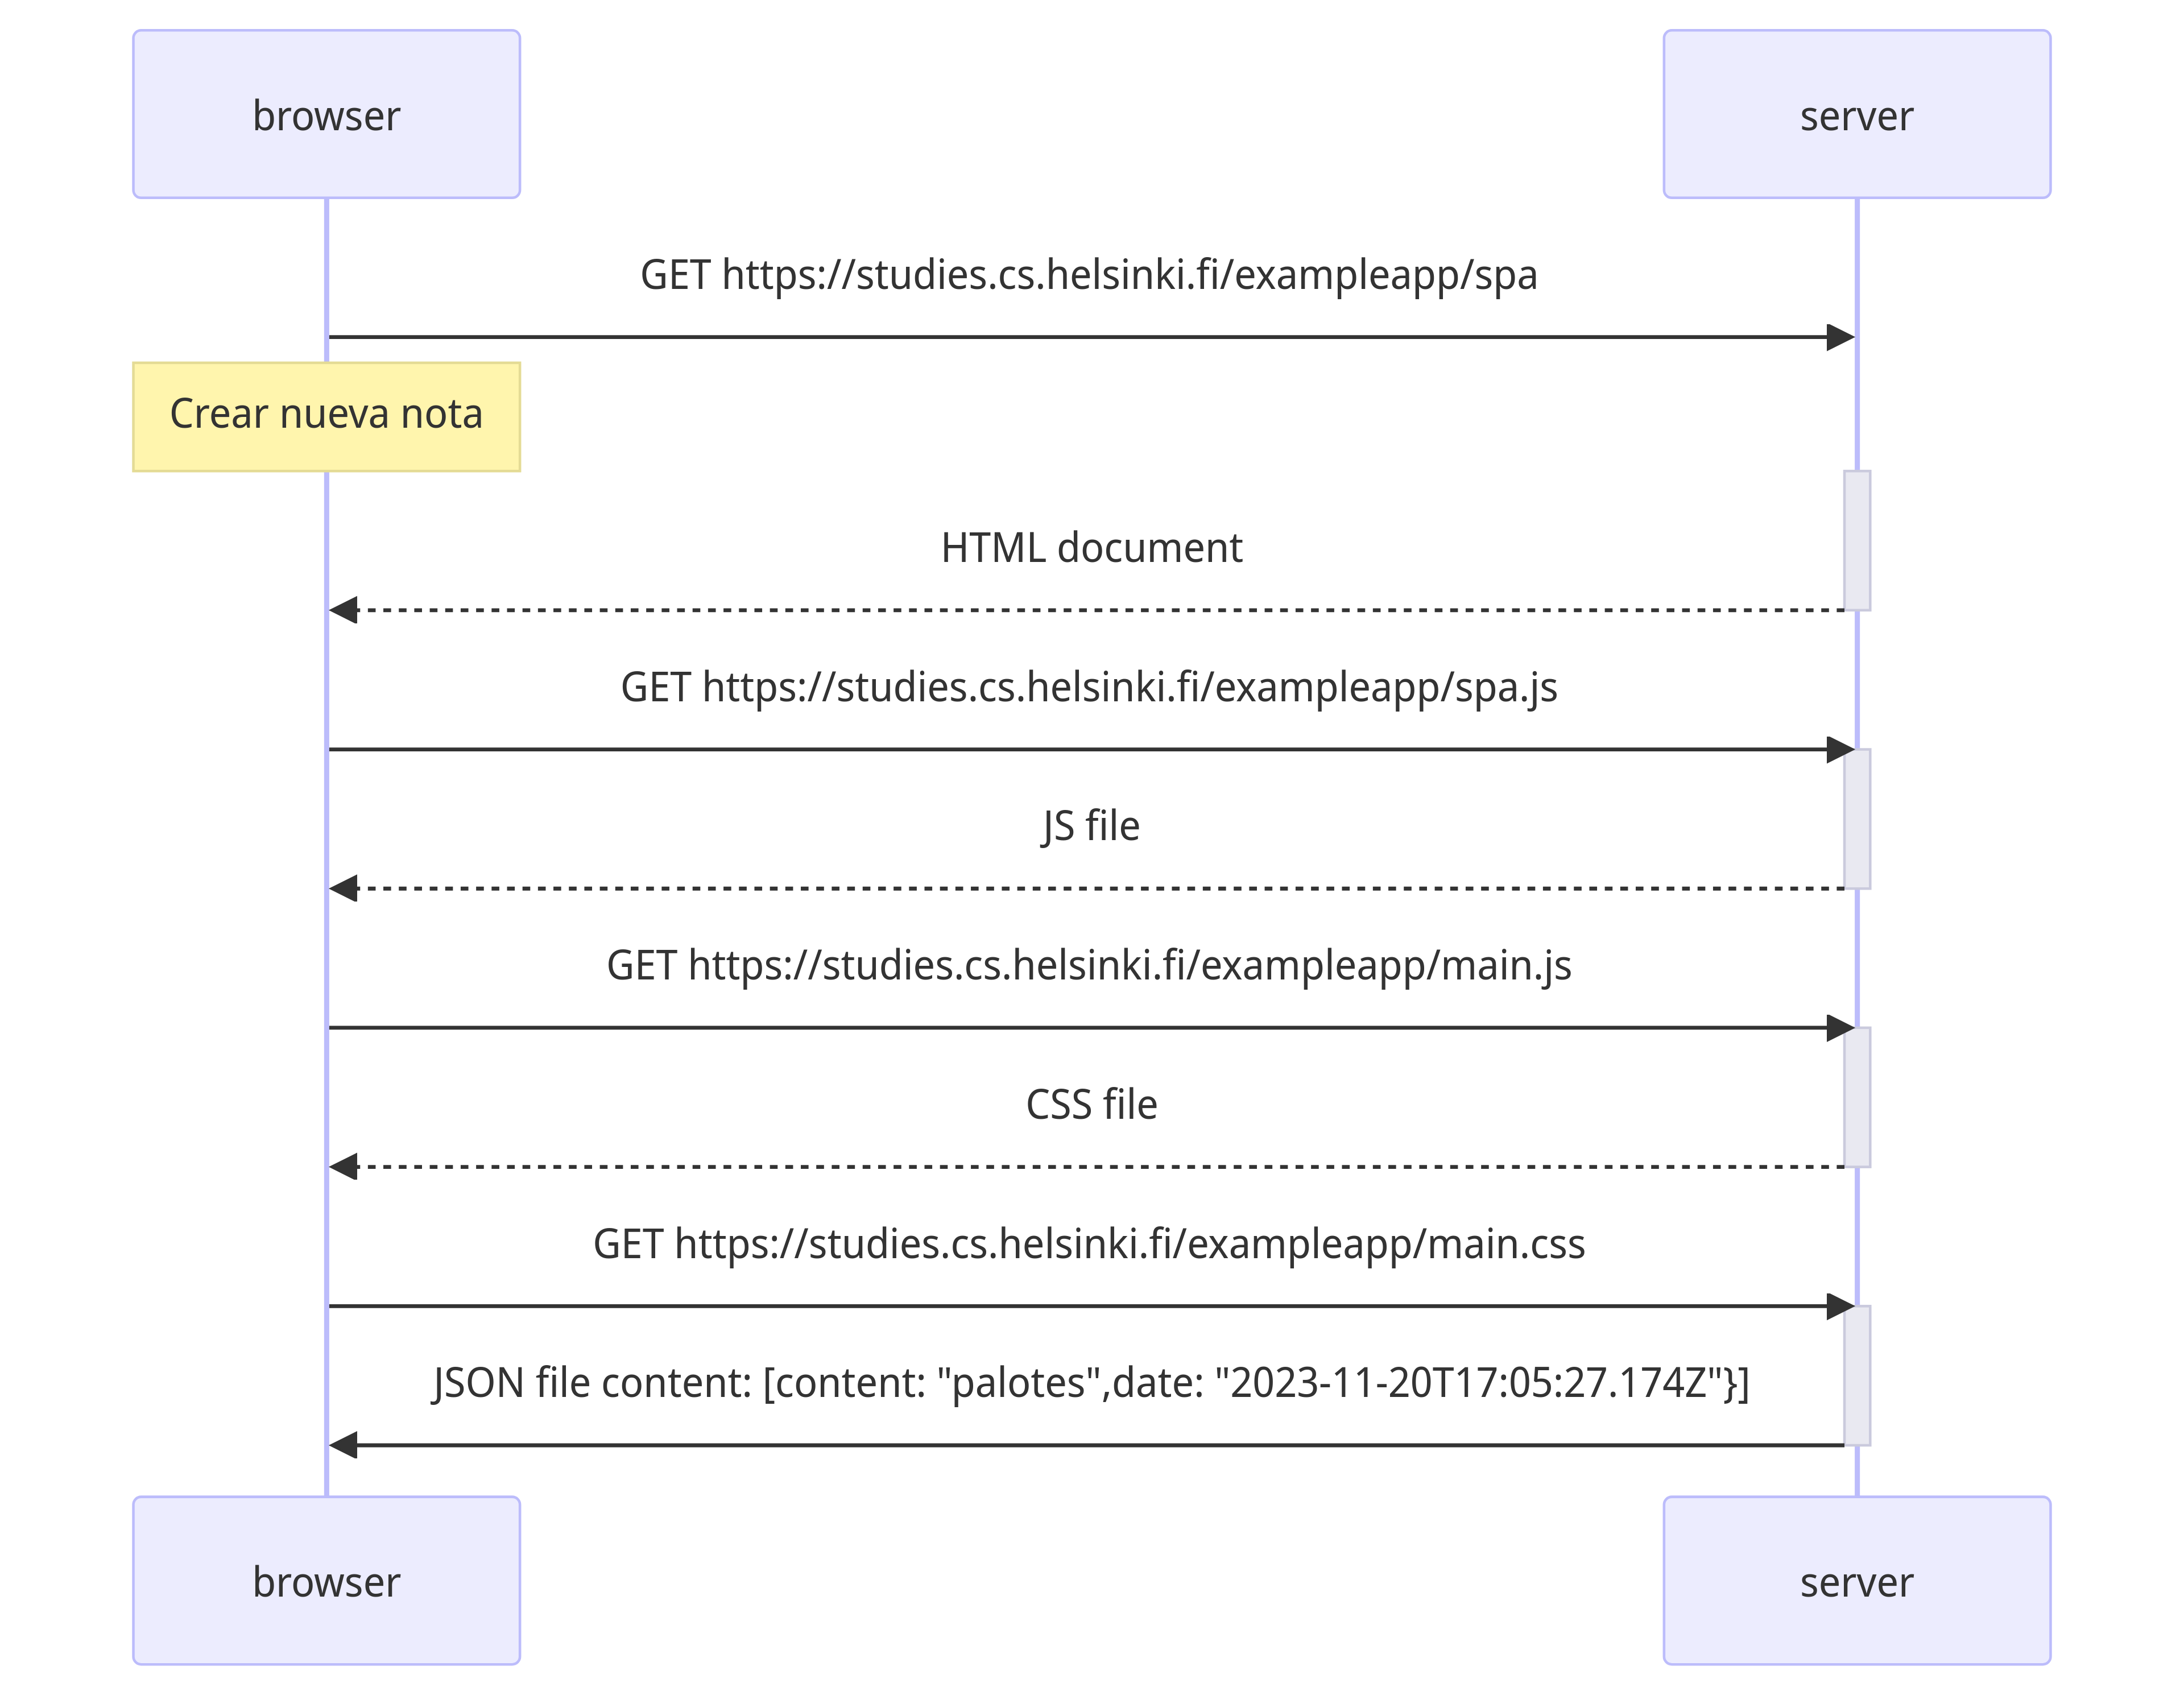 browser
server
GET https://studies.cs.helsinki.fi/exampleapp/spa
Crear nueva nota
HTML document
GET https://studies.cs.helsinki.fi/exampleapp/spa.js
JS file
GET https://studies.cs.helsinki.fi/exampleapp/main.js
CSS file
GET https://studies.cs.helsinki.fi/exampleapp/main.css
JSON file content: [content: "palotes",date: "2023-11-20T17:05:27.174Z"}]
browser
server